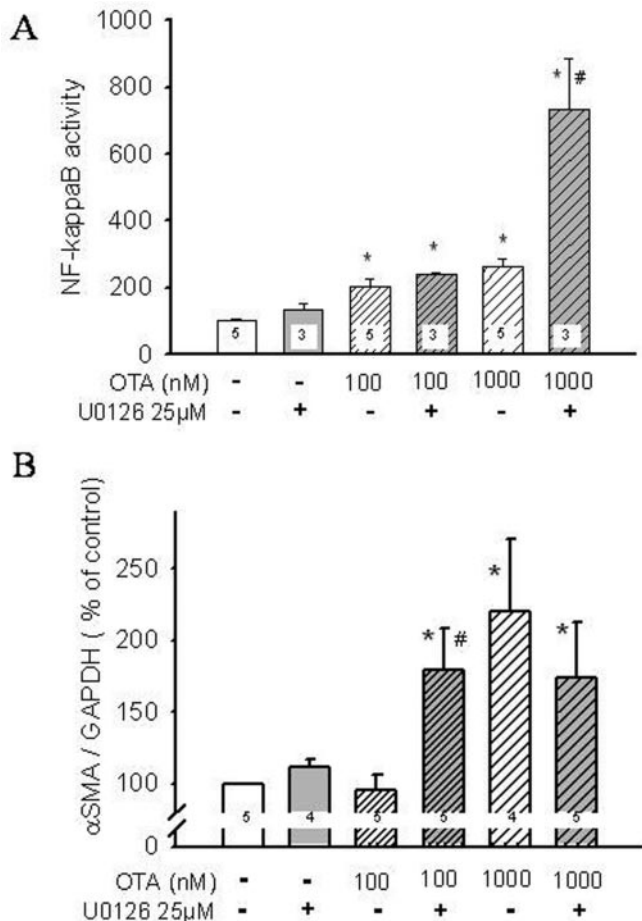 A
NF-kappaB activity
1000
800
600
400
200
0
* * * * #
5 3 5 3 5 3
OTA (nM) - - 100 100 1000 1000
U0126 25µM - + - + - +
B
αSMA / GAPDH ( % of control)
250
200
150
100
0
* # * *
5 4 5 5 4 5
OTA (nM) - - 100 100 1000 1000
U0126 25µM - + - + - +